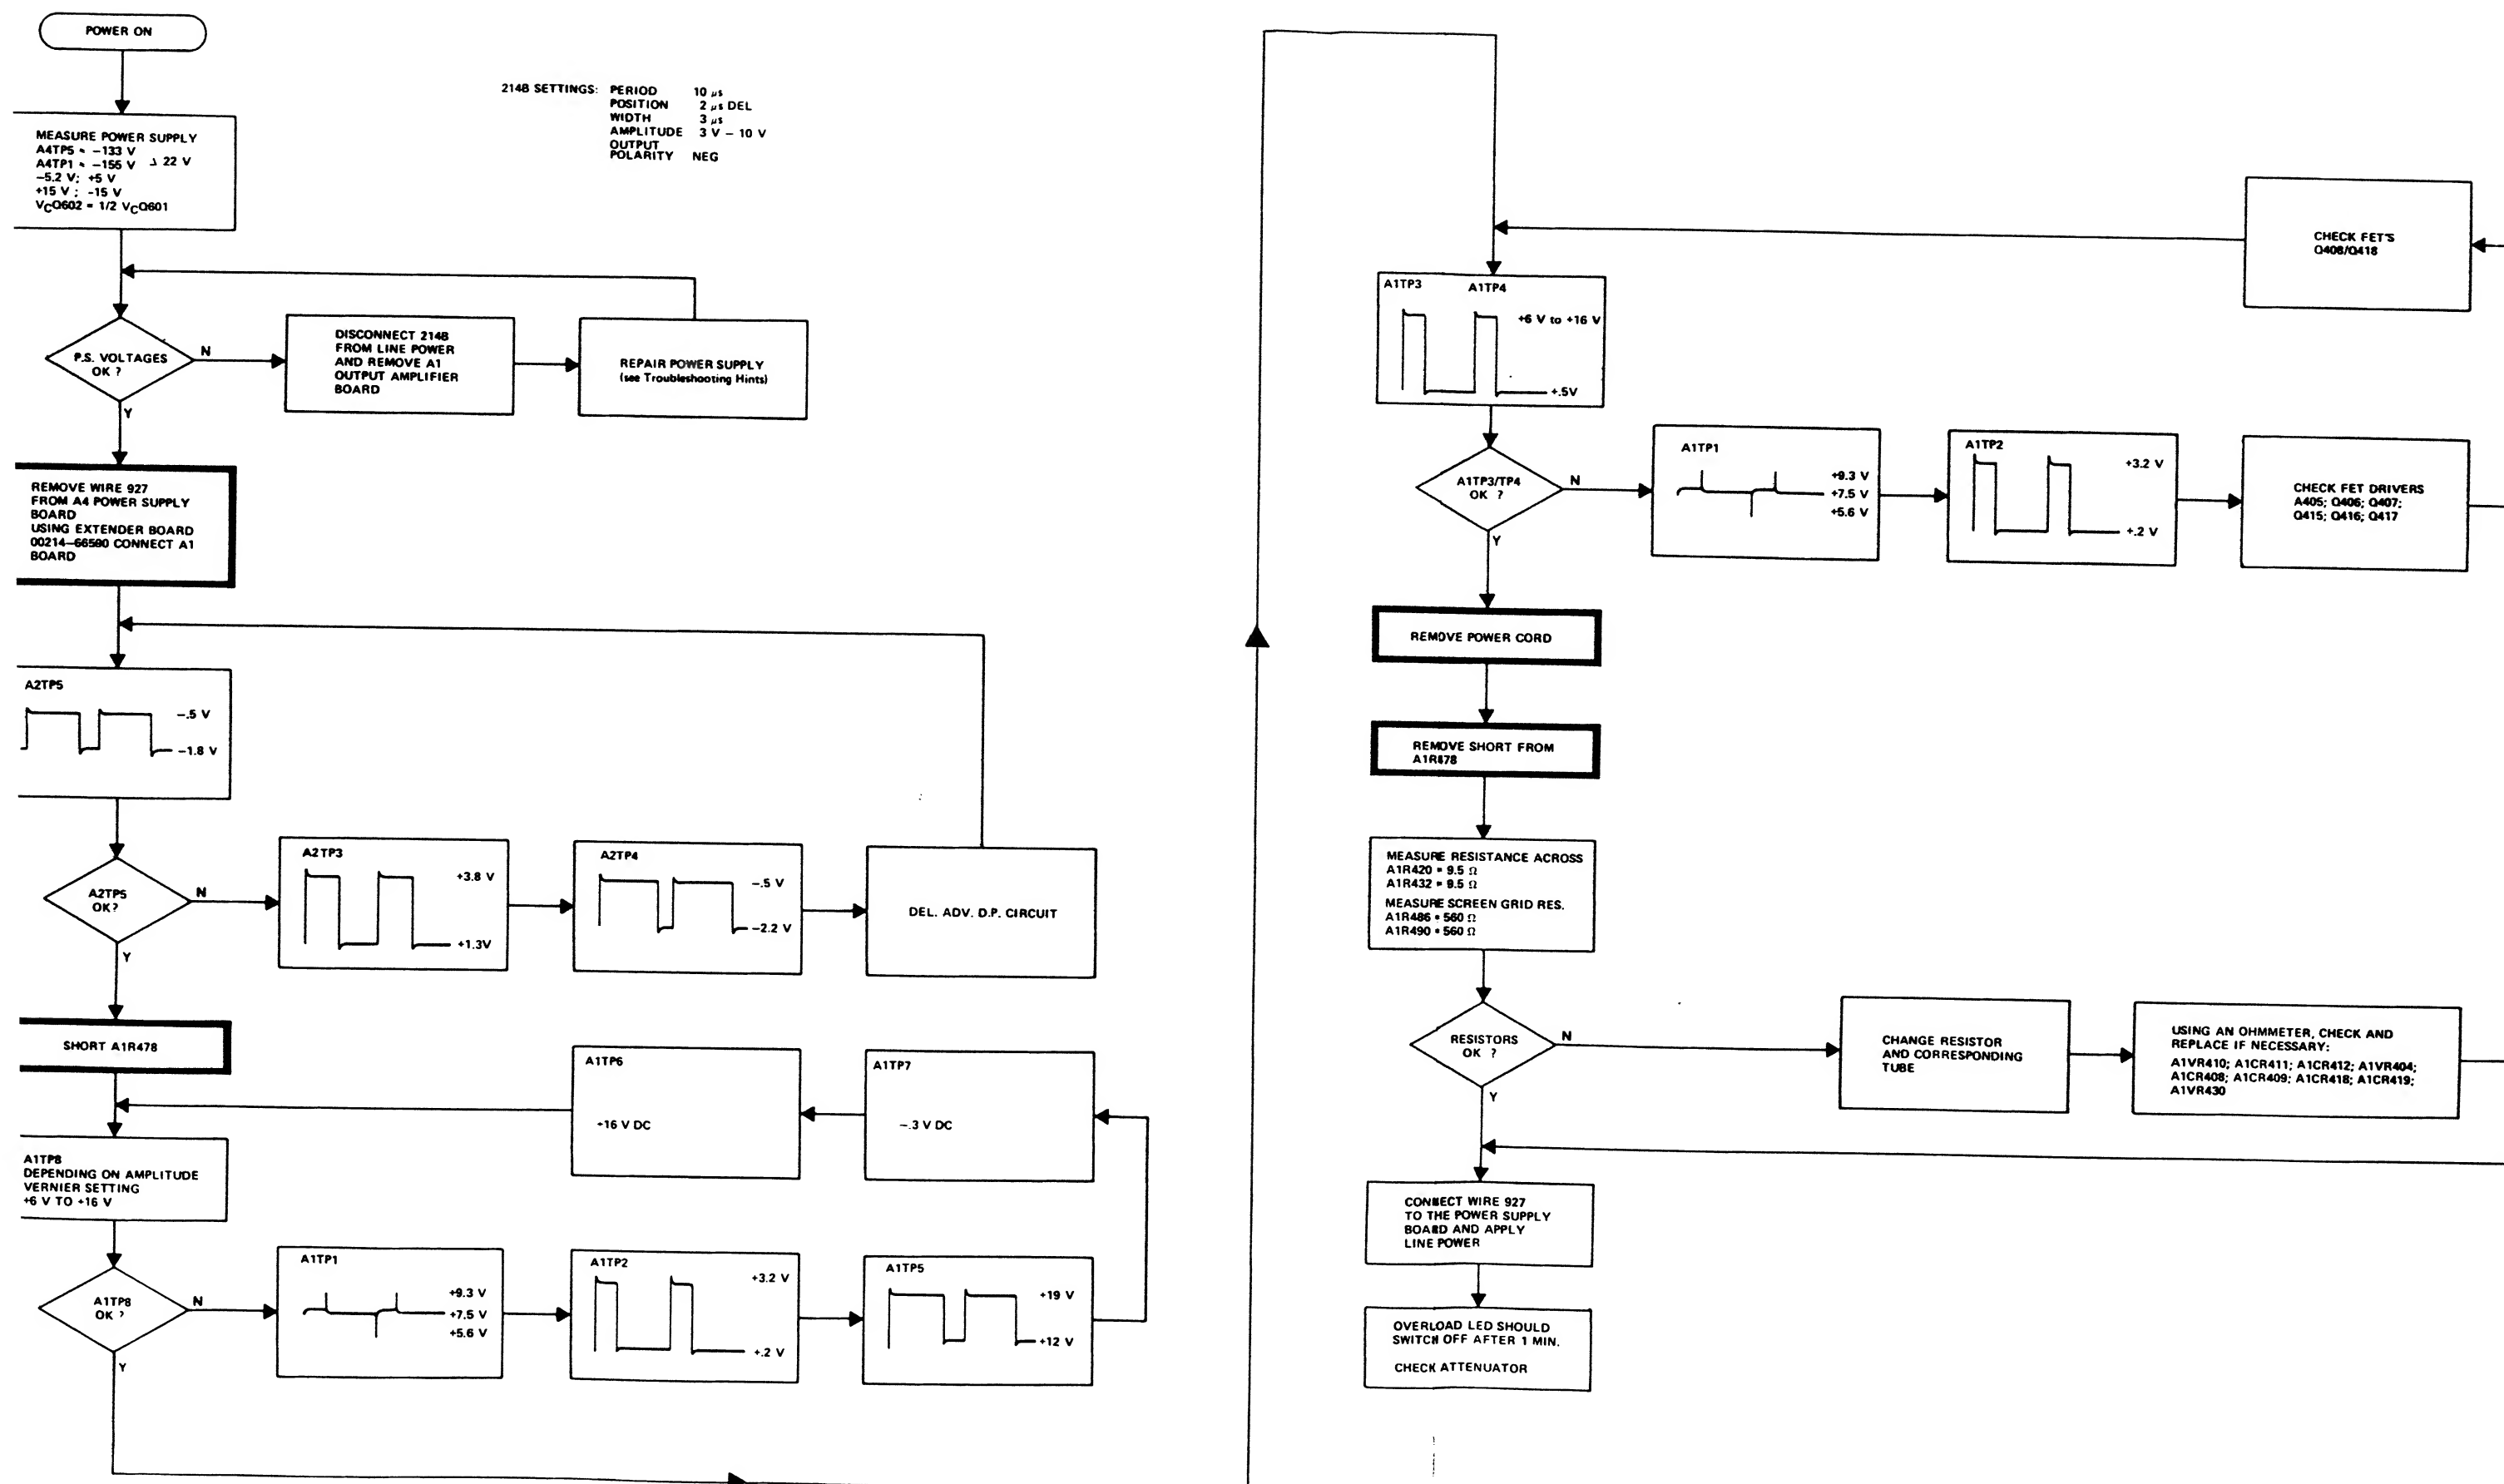 POWER ON
214B SETTINGS: PERIOD 10 µs
POSITION 2 µs DEL
WIDTH 3 µs
AMPLITUDE 3 V – 10 V
OUTPUT
POLARITY NEG
MEASURE POWER SUPPLY
A4TP5 ≈ –133 V
A4TP1 ≈ –155 V Δ 22 V
–5.2 V; +5 V
+15 V ; -15 V
VCQ602 = 1/2 VCQ601
P.S. VOLTAGES
OK ?
N
Y
DISCONNECT 214B
FROM LINE POWER
AND REMOVE A1
OUTPUT AMPLIFIER
BOARD
REPAIR POWER SUPPLY
(see Troubleshooting Hints)
REMOVE WIRE 927
FROM A4 POWER SUPPLY
BOARD
USING EXTENDER BOARD
00214–66590 CONNECT A1
BOARD
A2TP5
–.5 V
–1.8 V
A2TP5
OK?
N
Y
A2TP3
+3.8 V
+1.3V
A2TP4
–.5 V
–2.2 V
DEL. ADV. D.P. CIRCUIT
SHORT A1R478
A1TP6
+16 V DC
A1TP7
–.3 V DC
A1TP8
DEPENDING ON AMPLITUDE
VERNIER SETTING
+6 V TO +16 V
A1TP8
OK ?
N
Y
A1TP1
+9.3 V
+7.5 V
+5.6 V
A1TP2
+3.2 V
+.2 V
A1TP5
+19 V
+12 V
CHECK FET'S
Q408/Q418
A1TP3 A1TP4
+6 V to +16 V
+.5V
A1TP3/TP4
OK ?
N
Y
A1TP1
+9.3 V
+7.5 V
+5.6 V
A1TP2
+3.2 V
+.2 V
CHECK FET DRIVERS
A405; Q406; Q407;
Q415; Q416; Q417
REMOVE POWER CORD
REMOVE SHORT FROM
A1R478
MEASURE RESISTANCE ACROSS
A1R420 = 9.5 Ω
A1R432 = 9.5 Ω
MEASURE SCREEN GRID RES.
A1R486 = 560 Ω
A1R490 = 560 Ω
RESISTORS
OK ?
N
Y
CHANGE RESISTOR
AND CORRESPONDING
TUBE
USING AN OHMMETER, CHECK AND
REPLACE IF NECESSARY:
A1VR410; A1CR411; A1CR412; A1VR404;
A1CR408; A1CR409; A1CR418; A1CR419;
A1VR430
CONNECT WIRE 927
TO THE POWER SUPPLY
BOARD AND APPLY
LINE POWER
OVERLOAD LED SHOULD
SWITCH OFF AFTER 1 MIN.
CHECK ATTENUATOR